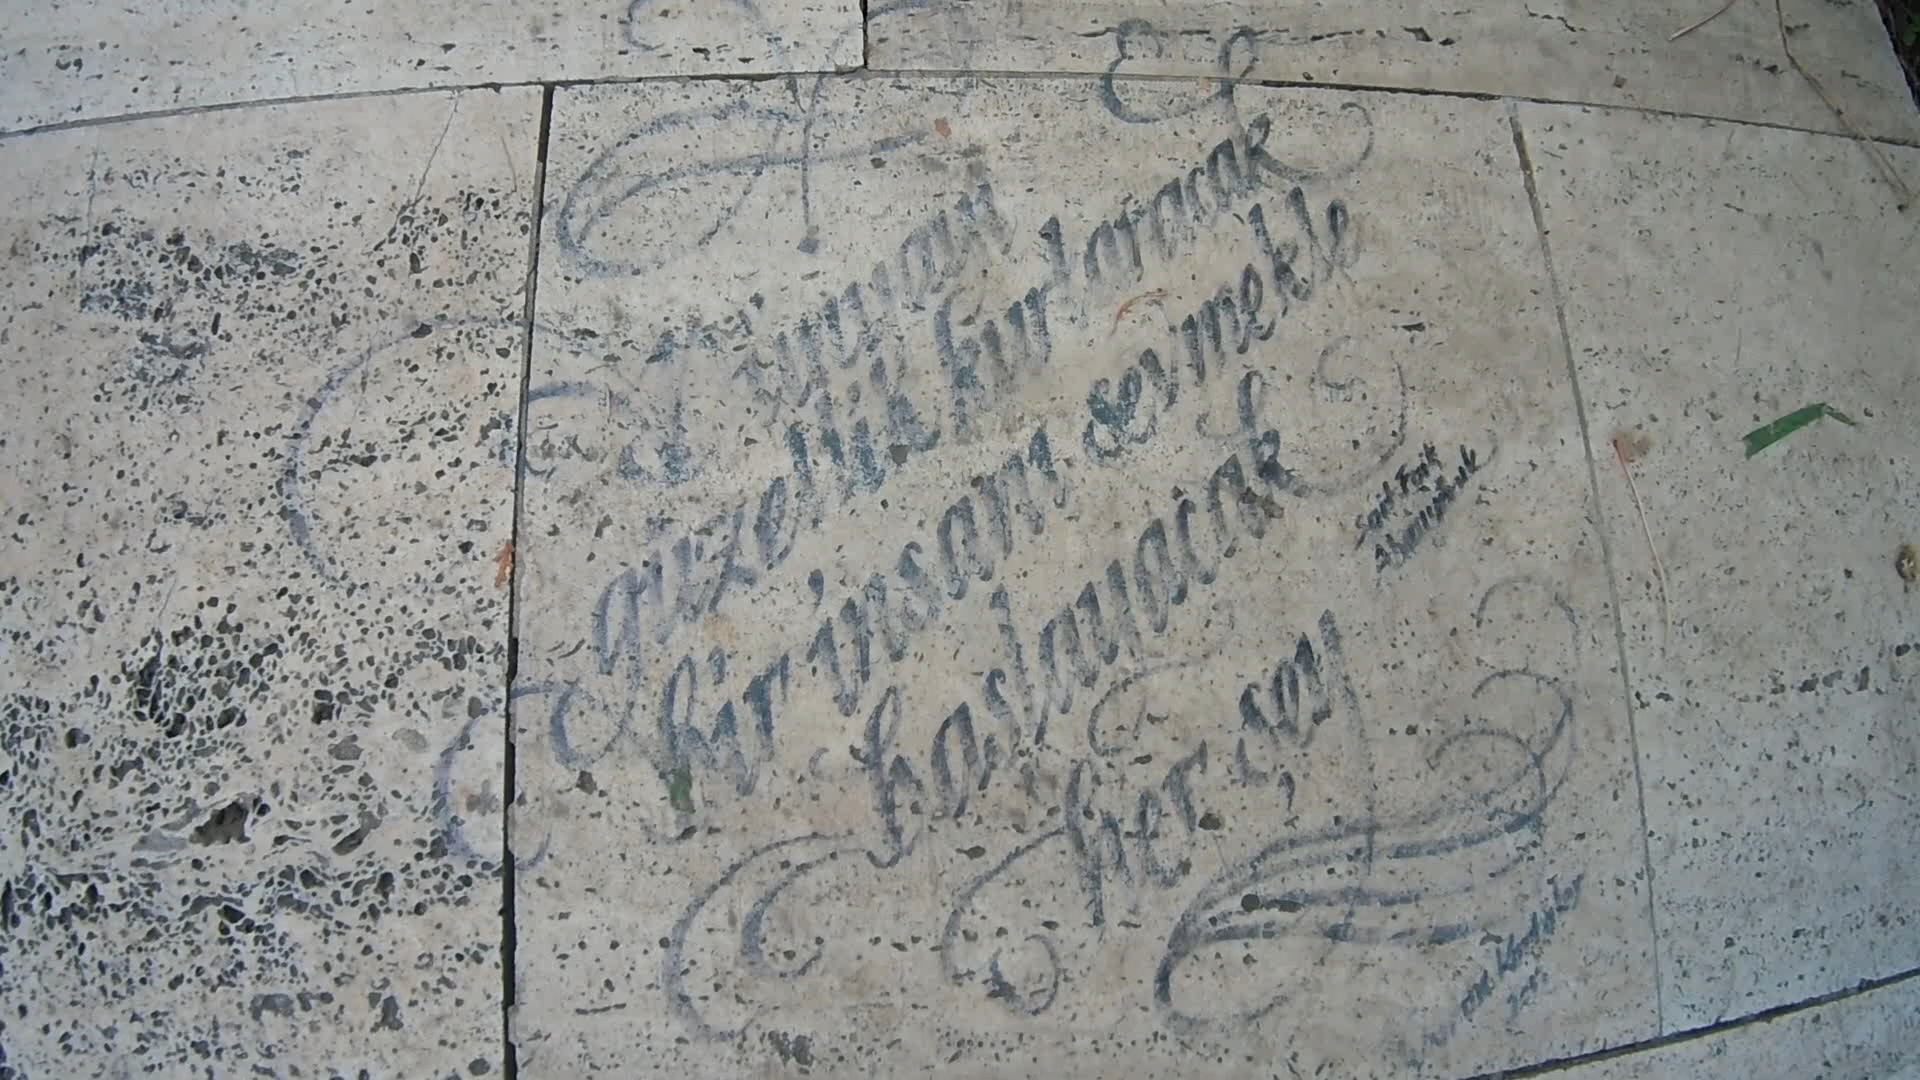 Dünyayı
güzellik kurtaracak
bir insanı sevmekle
başlayacak
her şey
Sait Faik
Abasıyanık